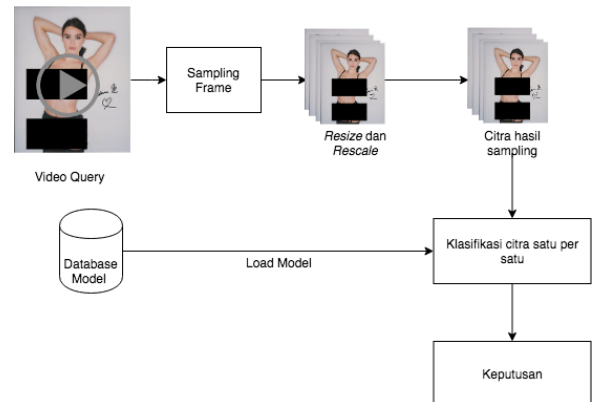 Sampling
Frame
Resize dan
Rescale
Citra hasil
sampling
Video Query
Database
Model
Load Model
Klasifikasi citra satu per
satu
Keputusan